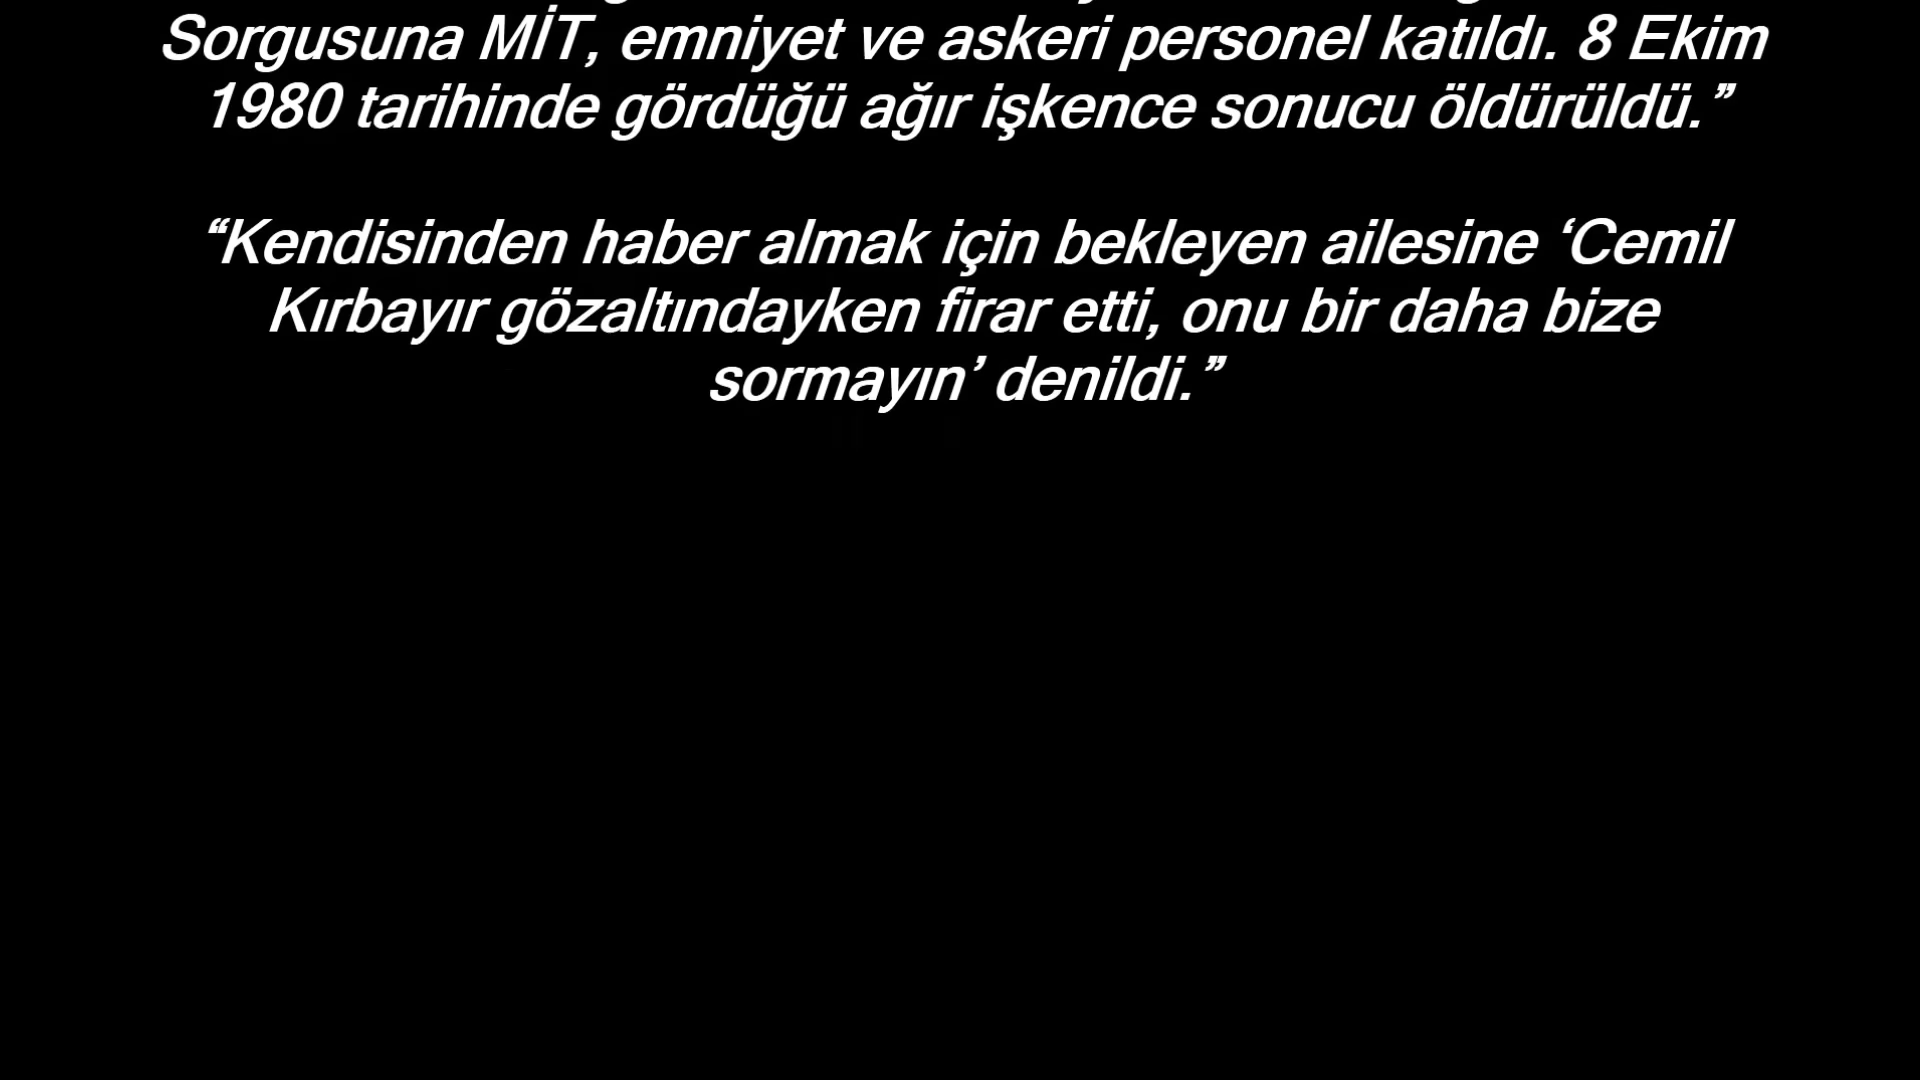 Sorgusuna MİT, emniyet ve askeri personel katıldı. 8 Ekim
1980 tarihinde gördüğü ağır işkence sonucu öldürüldü.”
“Kendisinden haber almak için bekleyen ailesine ‘Cemil
Kırbayır gözaltındayken firar etti, onu bir daha bize
sormayın’ denildi.”